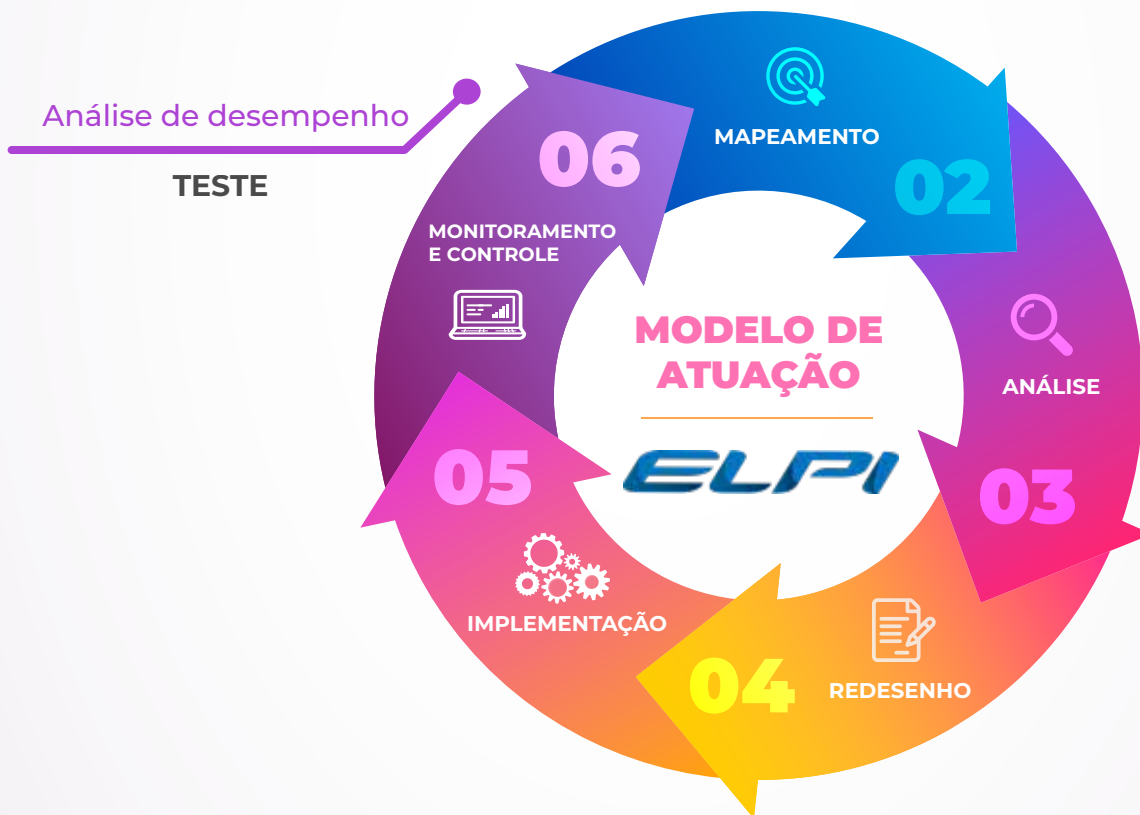 Análise de desempenho
TESTE
06
MONITORAMENTO
E CONTROLE
MAPEAMENTO
02
ANÁLISE
03
REDESENHO
04
IMPLEMENTAÇÃO
05
MODELO DE
ATUAÇÃO
ELPI